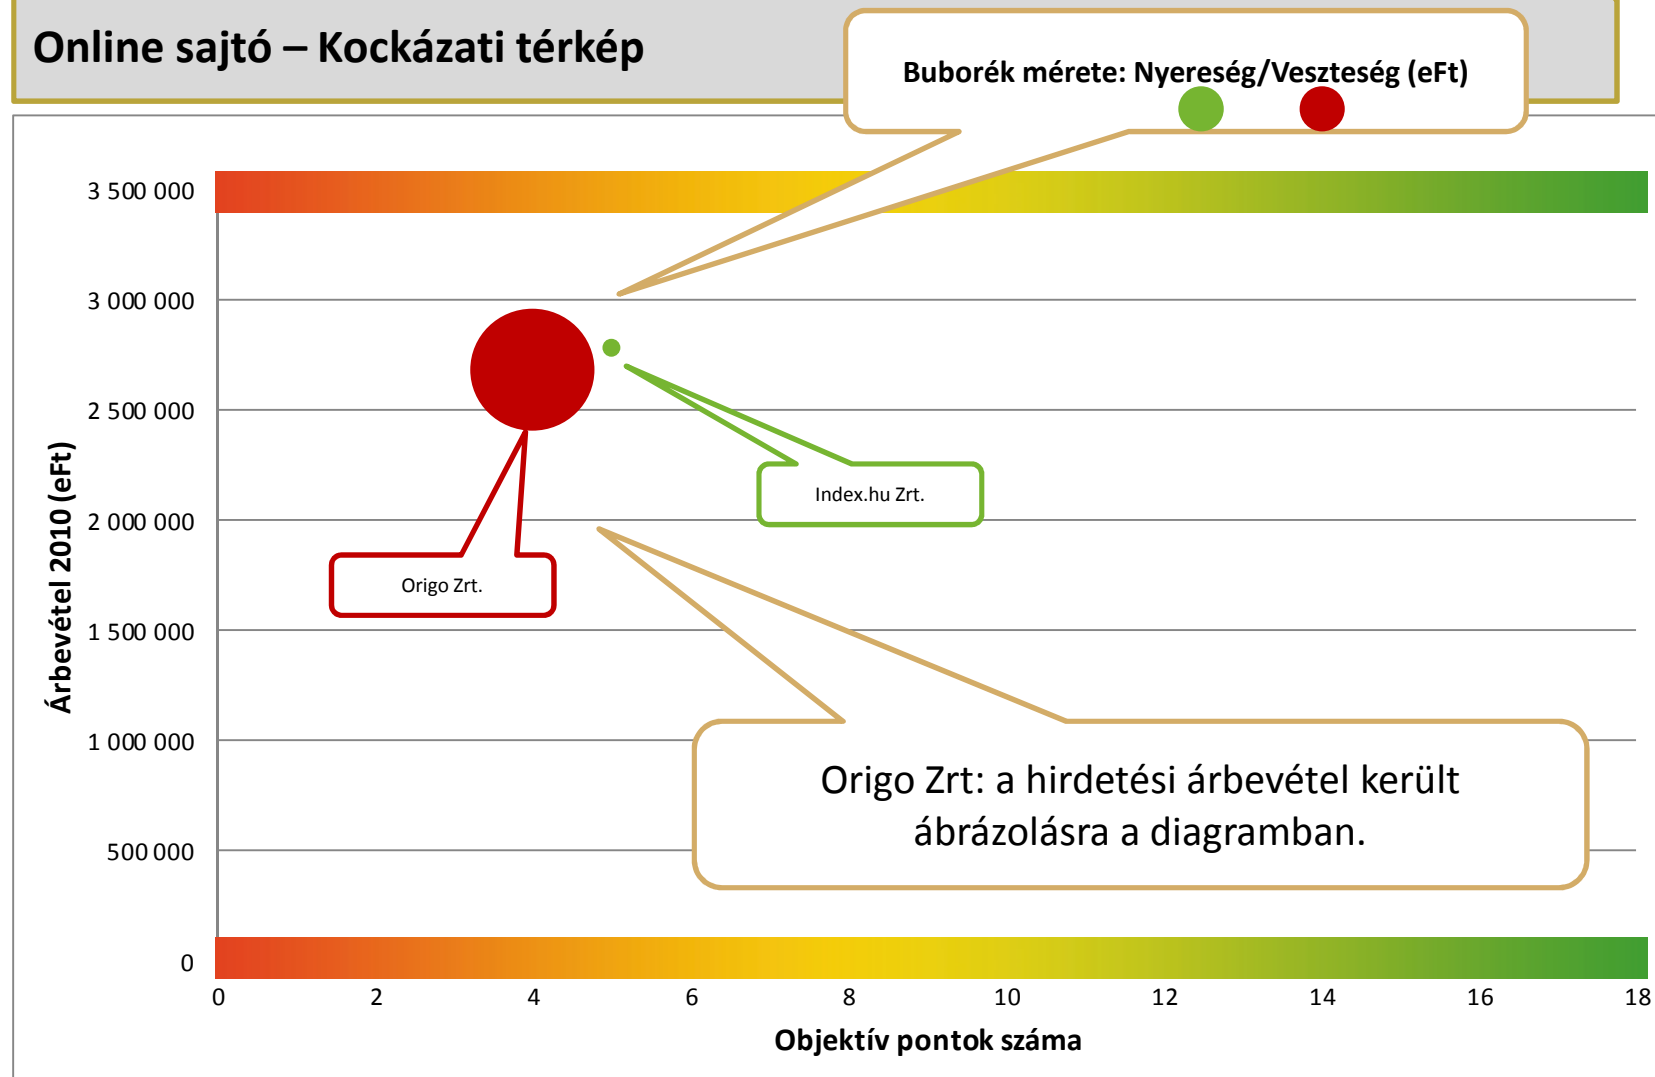 Online sajtó – Kockázati térkép
Buborék mérete: Nyereség/Veszteség (eFt)
3 500 000
3 000 000
2 500 000
2 000 000
1 500 000
1 000 000
500 000
0
Árbevétel 2010 (eFt)
Index.hu Zrt.
Origo Zrt.
Origo Zrt: a hirdetési árbevétel került
ábrázolásra a diagramban.
0 2 4 6 8 10 12 14 16 18
Objektív pontok száma